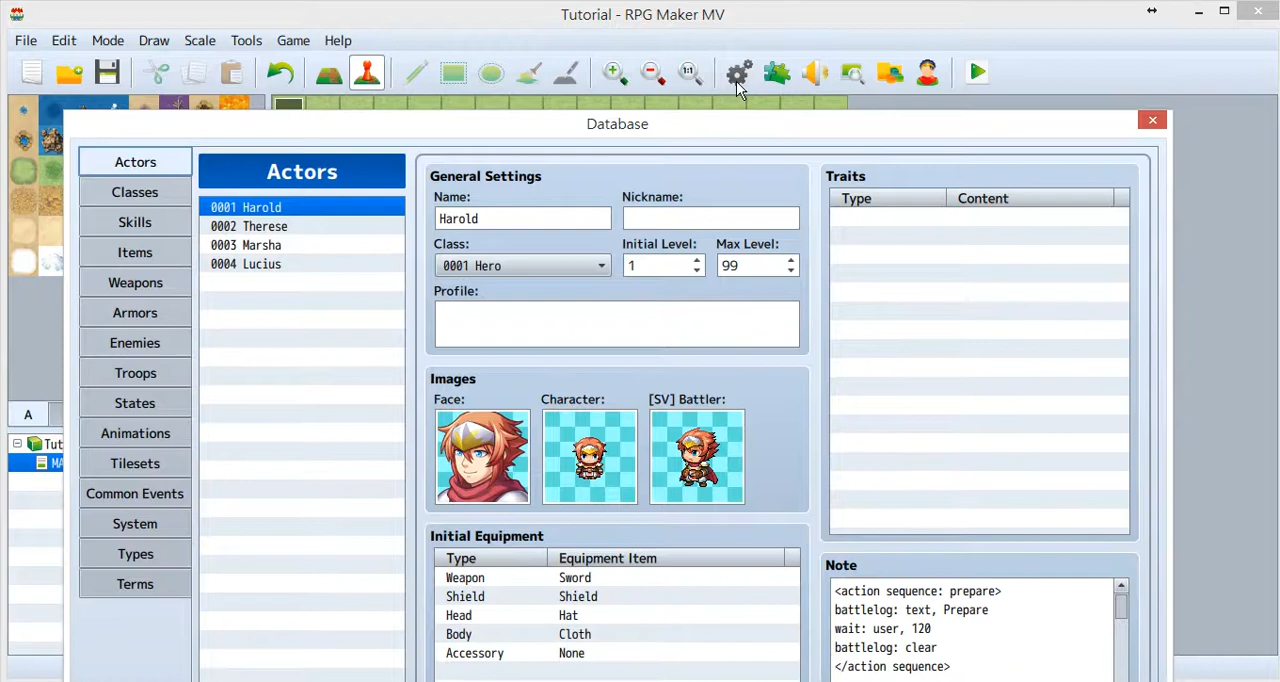 Tutorial - RPG Maker MV
File Edit Mode Draw Scale Tools Game Help
1:1
Database
Actors
Classes
Skills
Items
Weapons
Armors
Enemies
Troops
States
Animations
Tilesets
Common Events
System
Types
Terms
A
Tut
MA
Actors
0001 Harold
0002 Therese
0003 Marsha
0004 Lucius
General Settings
Name: Nickname:
Harold
Class: Initial Level: Max Level:
0001 Hero 1 99
Profile:
Images
Face: Character: [SV] Battler:
Initial Equipment
Type Equipment Item
Weapon Sword
Shield Shield
Head Hat
Body Cloth
Accessory None
Traits
Type Content
Note
<action sequence: prepare>
battlelog: text, Prepare
wait: user, 120
battlelog: clear
</action sequence>